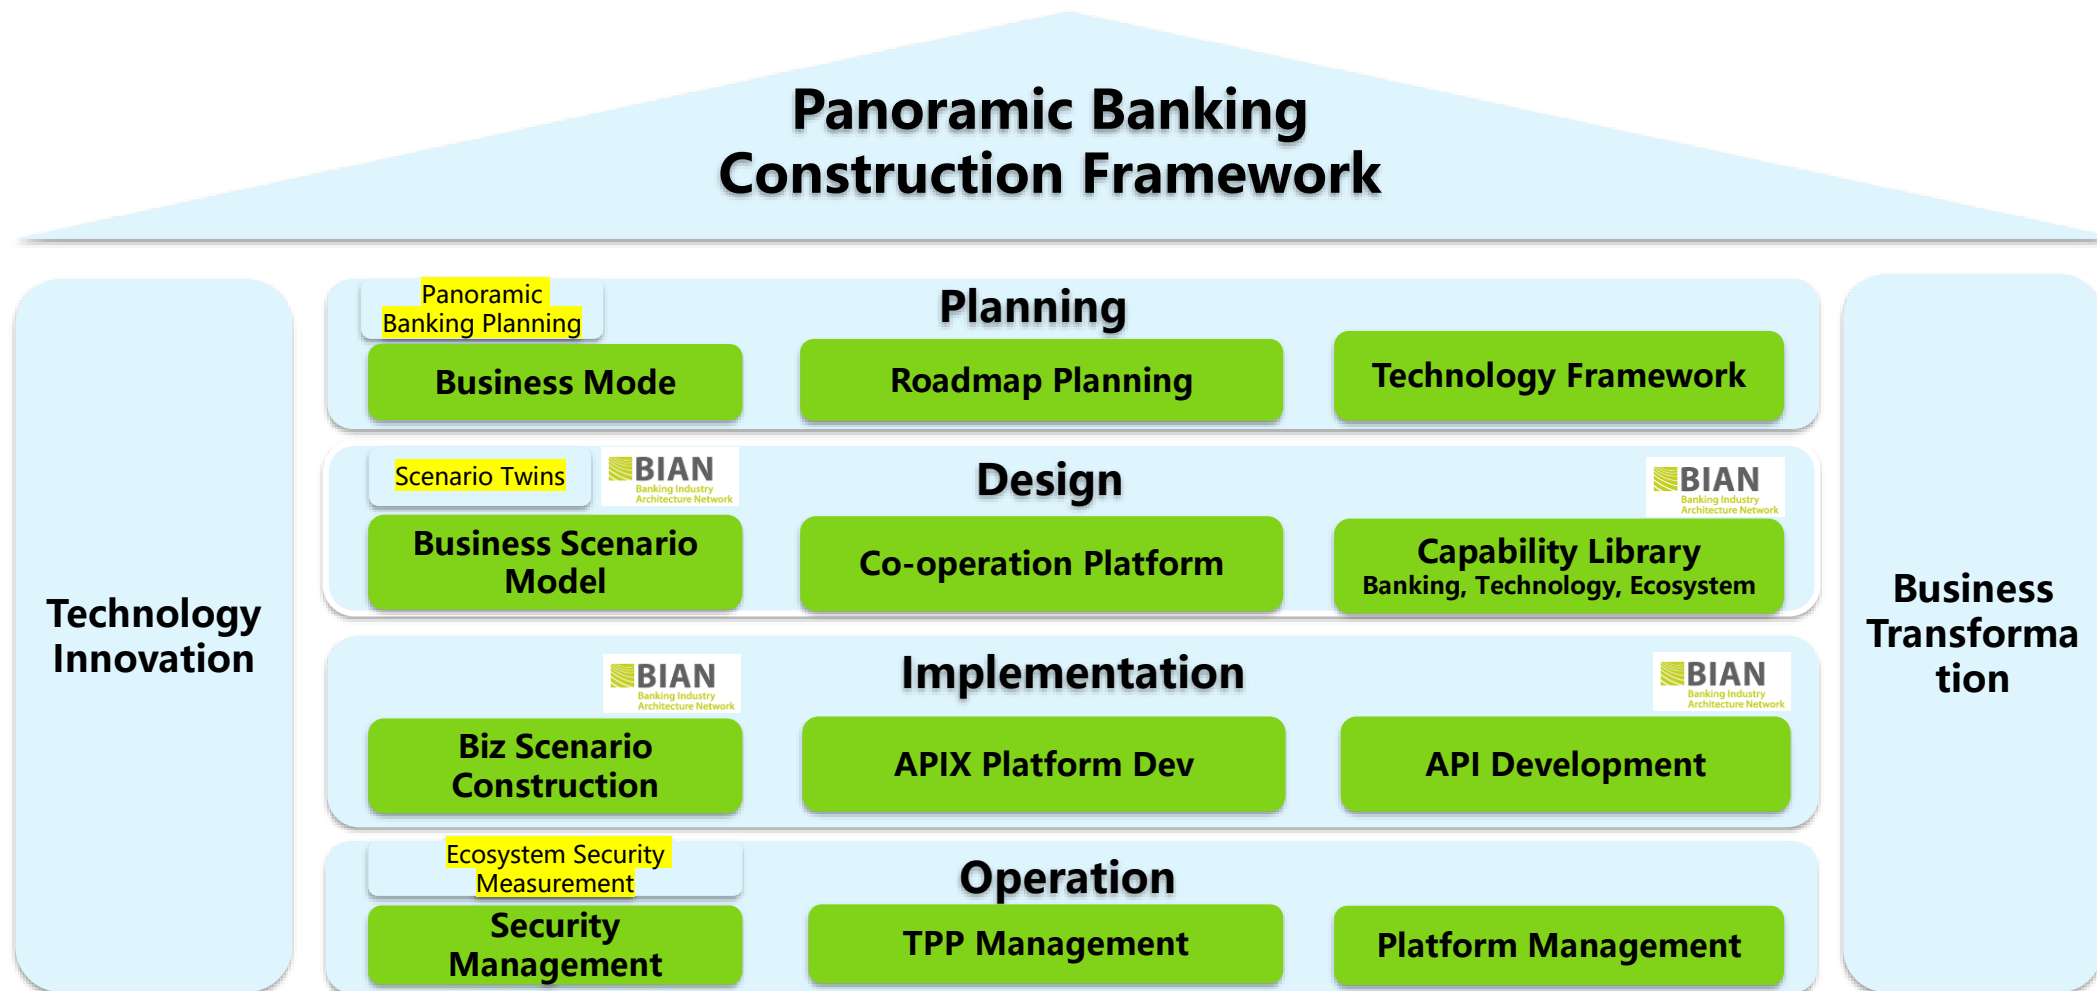 Panoramic Banking
Construction Framework
Technology
Innovation
Panoramic
Banking Planning
Planning
Business Mode
Roadmap Planning
Technology Framework
Scenario Twins
BIAN
Banking Industry
Architecture Network
Design
BIAN
Banking Industry
Architecture Network
Business Scenario
Model
Co-operation Platform
Capability Library
Banking, Technology, Ecosystem
BIAN
Banking Industry
Architecture Network
Implementation
BIAN
Banking Industry
Architecture Network
Biz Scenario
Construction
APIX Platform Dev
API Development
Ecosystem Security
Measurement
Operation
Security
Management
TPP Management
Platform Management
Business
Transforma
tion